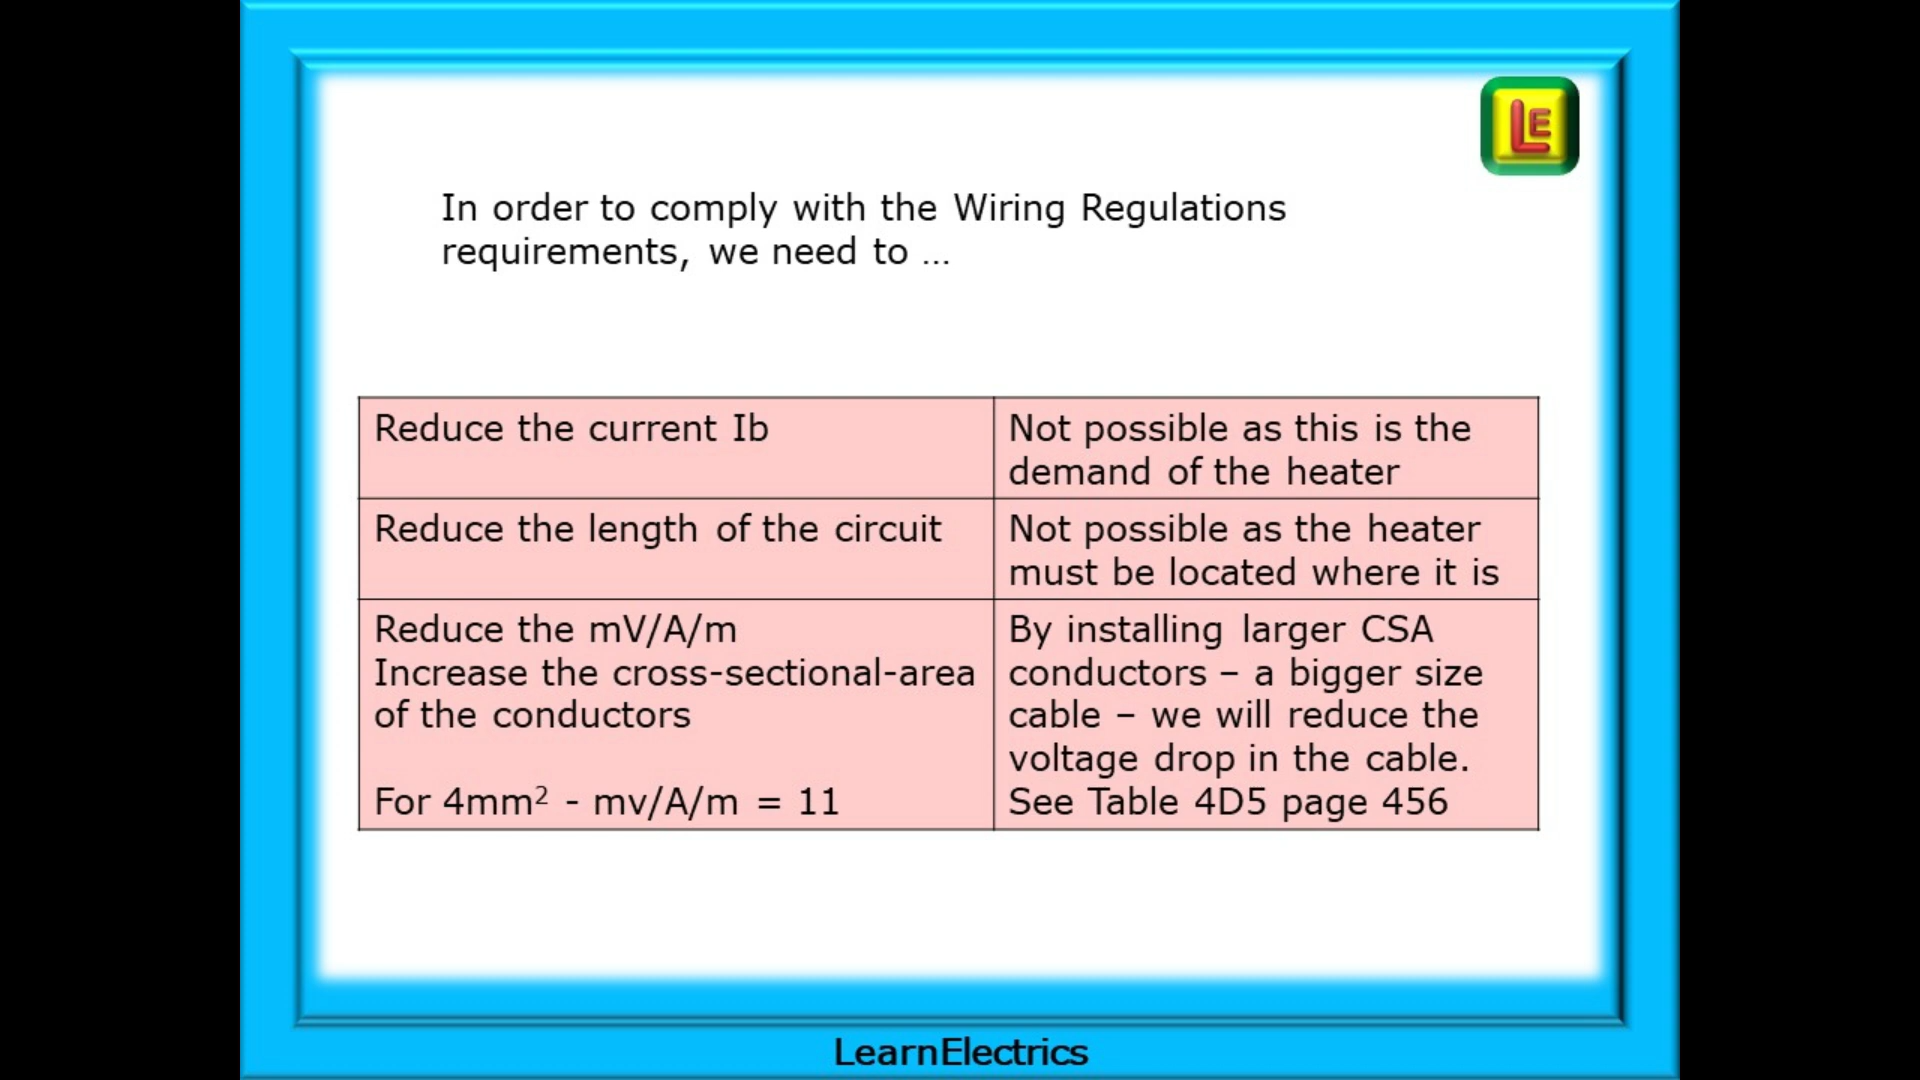 LE
In order to comply with the Wiring Regulations
requirements, we need to ...
Reduce the current Ib
Not possible as this is the
demand of the heater
Reduce the length of the circuit
Not possible as the heater
must be located where it is
Reduce the mV/A/m
Increase the cross-sectional-area
of the conductors
For 4mm² - mv/A/m = 11
By installing larger CSA
conductors – a bigger size
cable – we will reduce the
voltage drop in the cable.
See Table 4D5 page 456
LearnElectrics